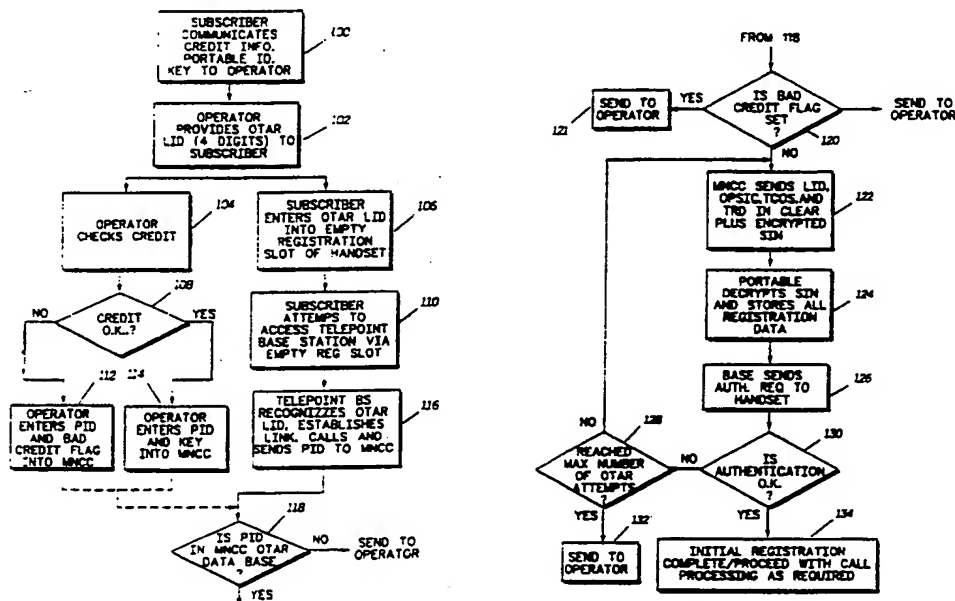 SUBSCRIBER
COMMUNICATES
CREDIT INFO.
PORTABLE ID.
KEY TO OPERATOR
100
OPERATOR
PROVIDES OTAR
LID (4 DIGITS) TO
SUBSCRIBER
102
OPERATOR
CHECKS CREDIT
104
SUBSCRIBER
ENTERS OTAR LID
INTO EMPTY
REGISTRATION
SLOT OF HANDSET
106
CREDIT
O.K.?
108
NO
YES
SUBSCRIBER
ATTEMPS TO
ACCESS TELEPOINT
BASE STATION VIA
EMPTY REG SLOT
110
OPERATOR
ENTERS PID
AND BAD
CREDIT FLAG
INTO MNCC
112
OPERATOR
ENTERS PID
AND KEY
INTO MNCC
114
TELEPOINT BS
RECOGNIZZES OTAR
LID, ESTABLISHES
LINK. CALLS AND
SENDS PID TO MNCC
116
IS PID
IN MNCC OTAR
DATA BASE
?
118
NO
SEND TO
OPERATOR
YES
FROM 118
IS BAD
CREDIT FLAG
SET
?
120
YES
SEND TO
OPERATOR
121
SEND TO
OPERATOR
NO
MNCC SENDS LID,
OPSIC,TCOS,AND
TRD IN CLEAR
PLUS ENCRYPTED
SIN
122
PORTABLE
DECRYPTS SIN
AND STORES ALL
REGISTRATION
DATA
124
BASE SENDS
AUTH. REQ TO
HANDSET
126
IS
AUTHENTICATION
O.K.
?
130
NO
REACHED
MAX NUMBER
OF OTAR
ATTEMPTS
?
128
NO
YES
SEND TO
OPERATOR
132
YES
INITIAL REGISTRATION
COMPLETE/PROCEED WITH CALL
PROCESSING AS REQUIRED
134